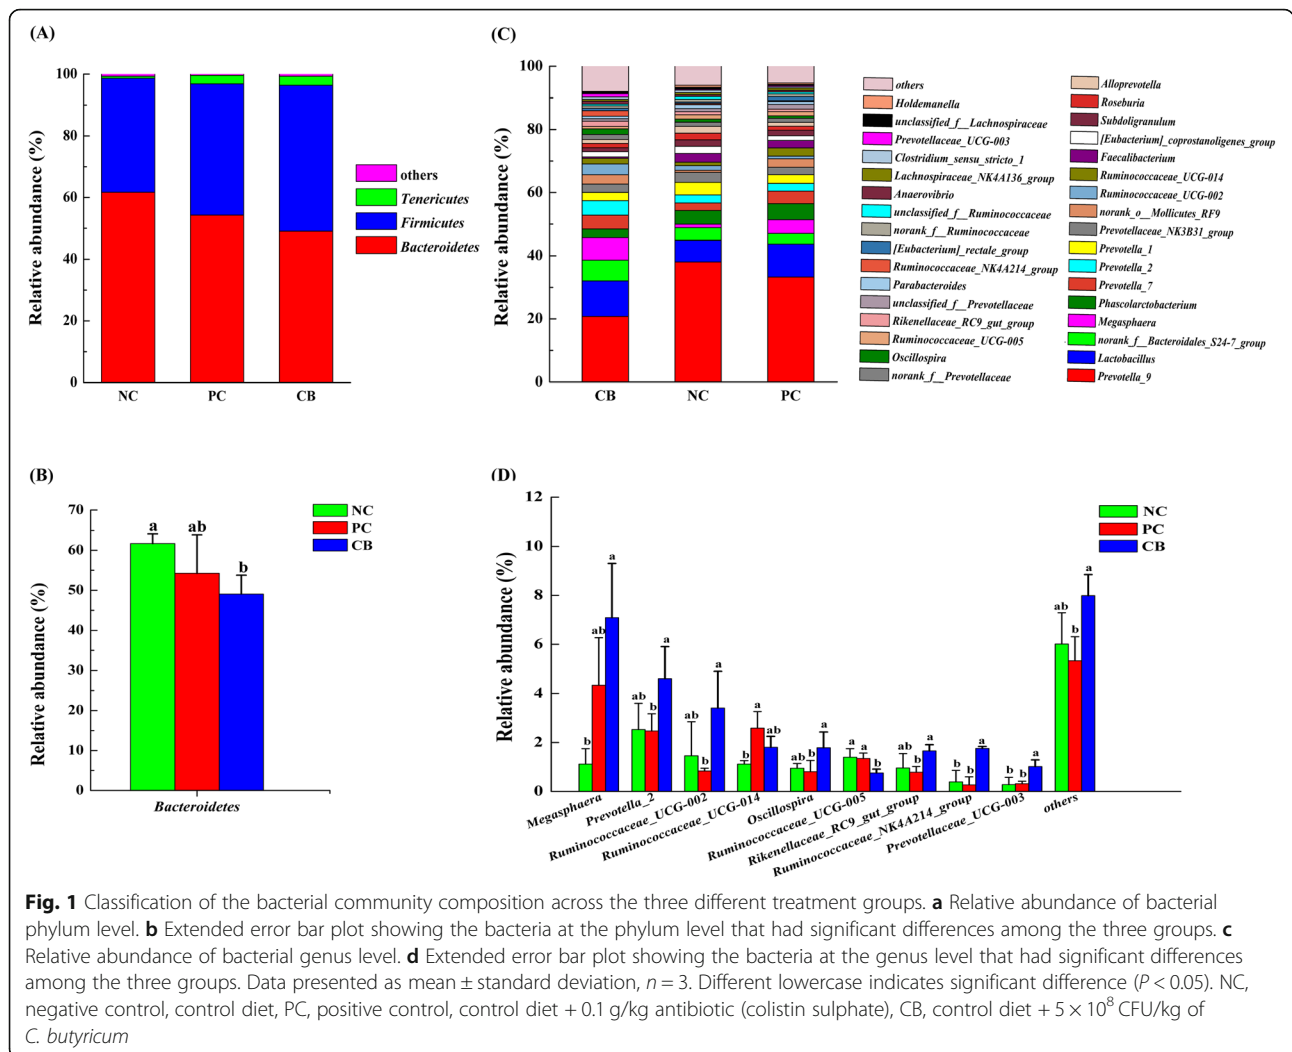 (A)
100
80
60
40
20
0
Relative abundance (%)
NC
PC
CB
others
Tenericutes
Firmicutes
Bacteroidetes
(C)
100
80
60
40
20
0
Relative abundance (%)
CB
NC
PC
others
Holdemanella
unclassified_f__Lachnospiraceae
Prevotellaceae_UCG-003
Clostridium_sensu_stricto_1
Lachnospiraceae_NK4A136_group
Anaerovibrio
unclassified_f__Ruminococcaceae
norank_f__Ruminococcaceae
[Eubacterium]_rectale_group
Ruminococcaceae_NK4A214_group
Parabacteroides
unclassified_f__Prevotellaceae
Rikenellaceae_RC9_gut_group
Ruminococcaceae_UCG-005
Oscillospira
norank_f__Prevotellaceae
Alloprevotella
Roseburia
Subdoligranulum
[Eubacterium]_coprostanoligenes_group
Faecalibacterium
Ruminococcaceae_UCG-014
Ruminococcaceae_UCG-002
norank_o__Mollicutes_RF9
Prevotellaceae_NK3B31_group
Prevotella_1
Prevotella_2
Prevotella_7
Phascolarctobacterium
Megasphaera
norank_f__Bacteroidales_S24-7_group
Lactobacillus
Prevotella_9
(B)
70
60
50
40
30
20
10
0
Relative abundance (%)
a
ab
b
NC
PC
CB
Bacteroidetes
(D)
12
10
8
6
4
2
0
Relative abundance (%)
NC
PC
CB
b ab a
ab b a
ab b a
b a b
ab b a
a a b
ab b a
b b a
b b a
ab b a
Megasphaera
Prevotella_2
Ruminococcaceae_UCG-002
Ruminococcaceae_UCG-014
Oscillospira
Ruminococcaceae_UCG-005
Rikenellaceae_RC9_gut_group
Ruminococcaceae_NK4A214_group
Prevotellaceae_UCG-003
others
Fig. 1 Classification of the bacterial community composition across the three different treatment groups. a Relative abundance of bacterial
phylum level. b Extended error bar plot showing the bacteria at the phylum level that had significant differences among the three groups. c
Relative abundance of bacterial genus level. d Extended error bar plot showing the bacteria at the genus level that had significant differences
among the three groups. Data presented as mean ± standard deviation, n = 3. Different lowercase indicates significant difference (P < 0.05). NC,
negative control, control diet, PC, positive control, control diet + 0.1 g/kg antibiotic (colistin sulphate), CB, control diet + 5 × 10⁸ CFU/kg of
C. butyricum